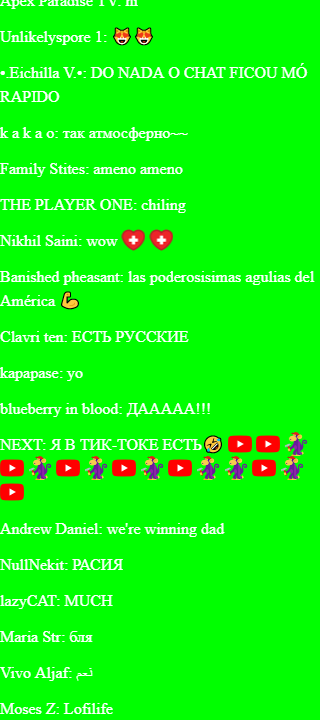 Apex Paradise TV: m
Unlikelyspore 1: 😻😻
•.Eichilla V.•: DO NADA O CHAT FICOU MÓ
RAPIDO
k a k a o: так атмосферно~~
Family Stites: ameno ameno
THE PLAYER ONE: chiling
Nikhil Saini: wow
Banished pheasant: las poderosisimas agulias del
América 💪
Clavri ten: ЕСТЬ РУССКИЕ
kapapase: yo
blueberry in blood: ДААААА!!!
NEXT: Я В ТИК-ТОКЕ ЕСТЬ🤣
Andrew Daniel: we're winning dad
NullNekit: РАСИЯ
lazyCAT: MUCH
Maria Str: бля
Vivo Aljaf:
Moses Z: Lofilife